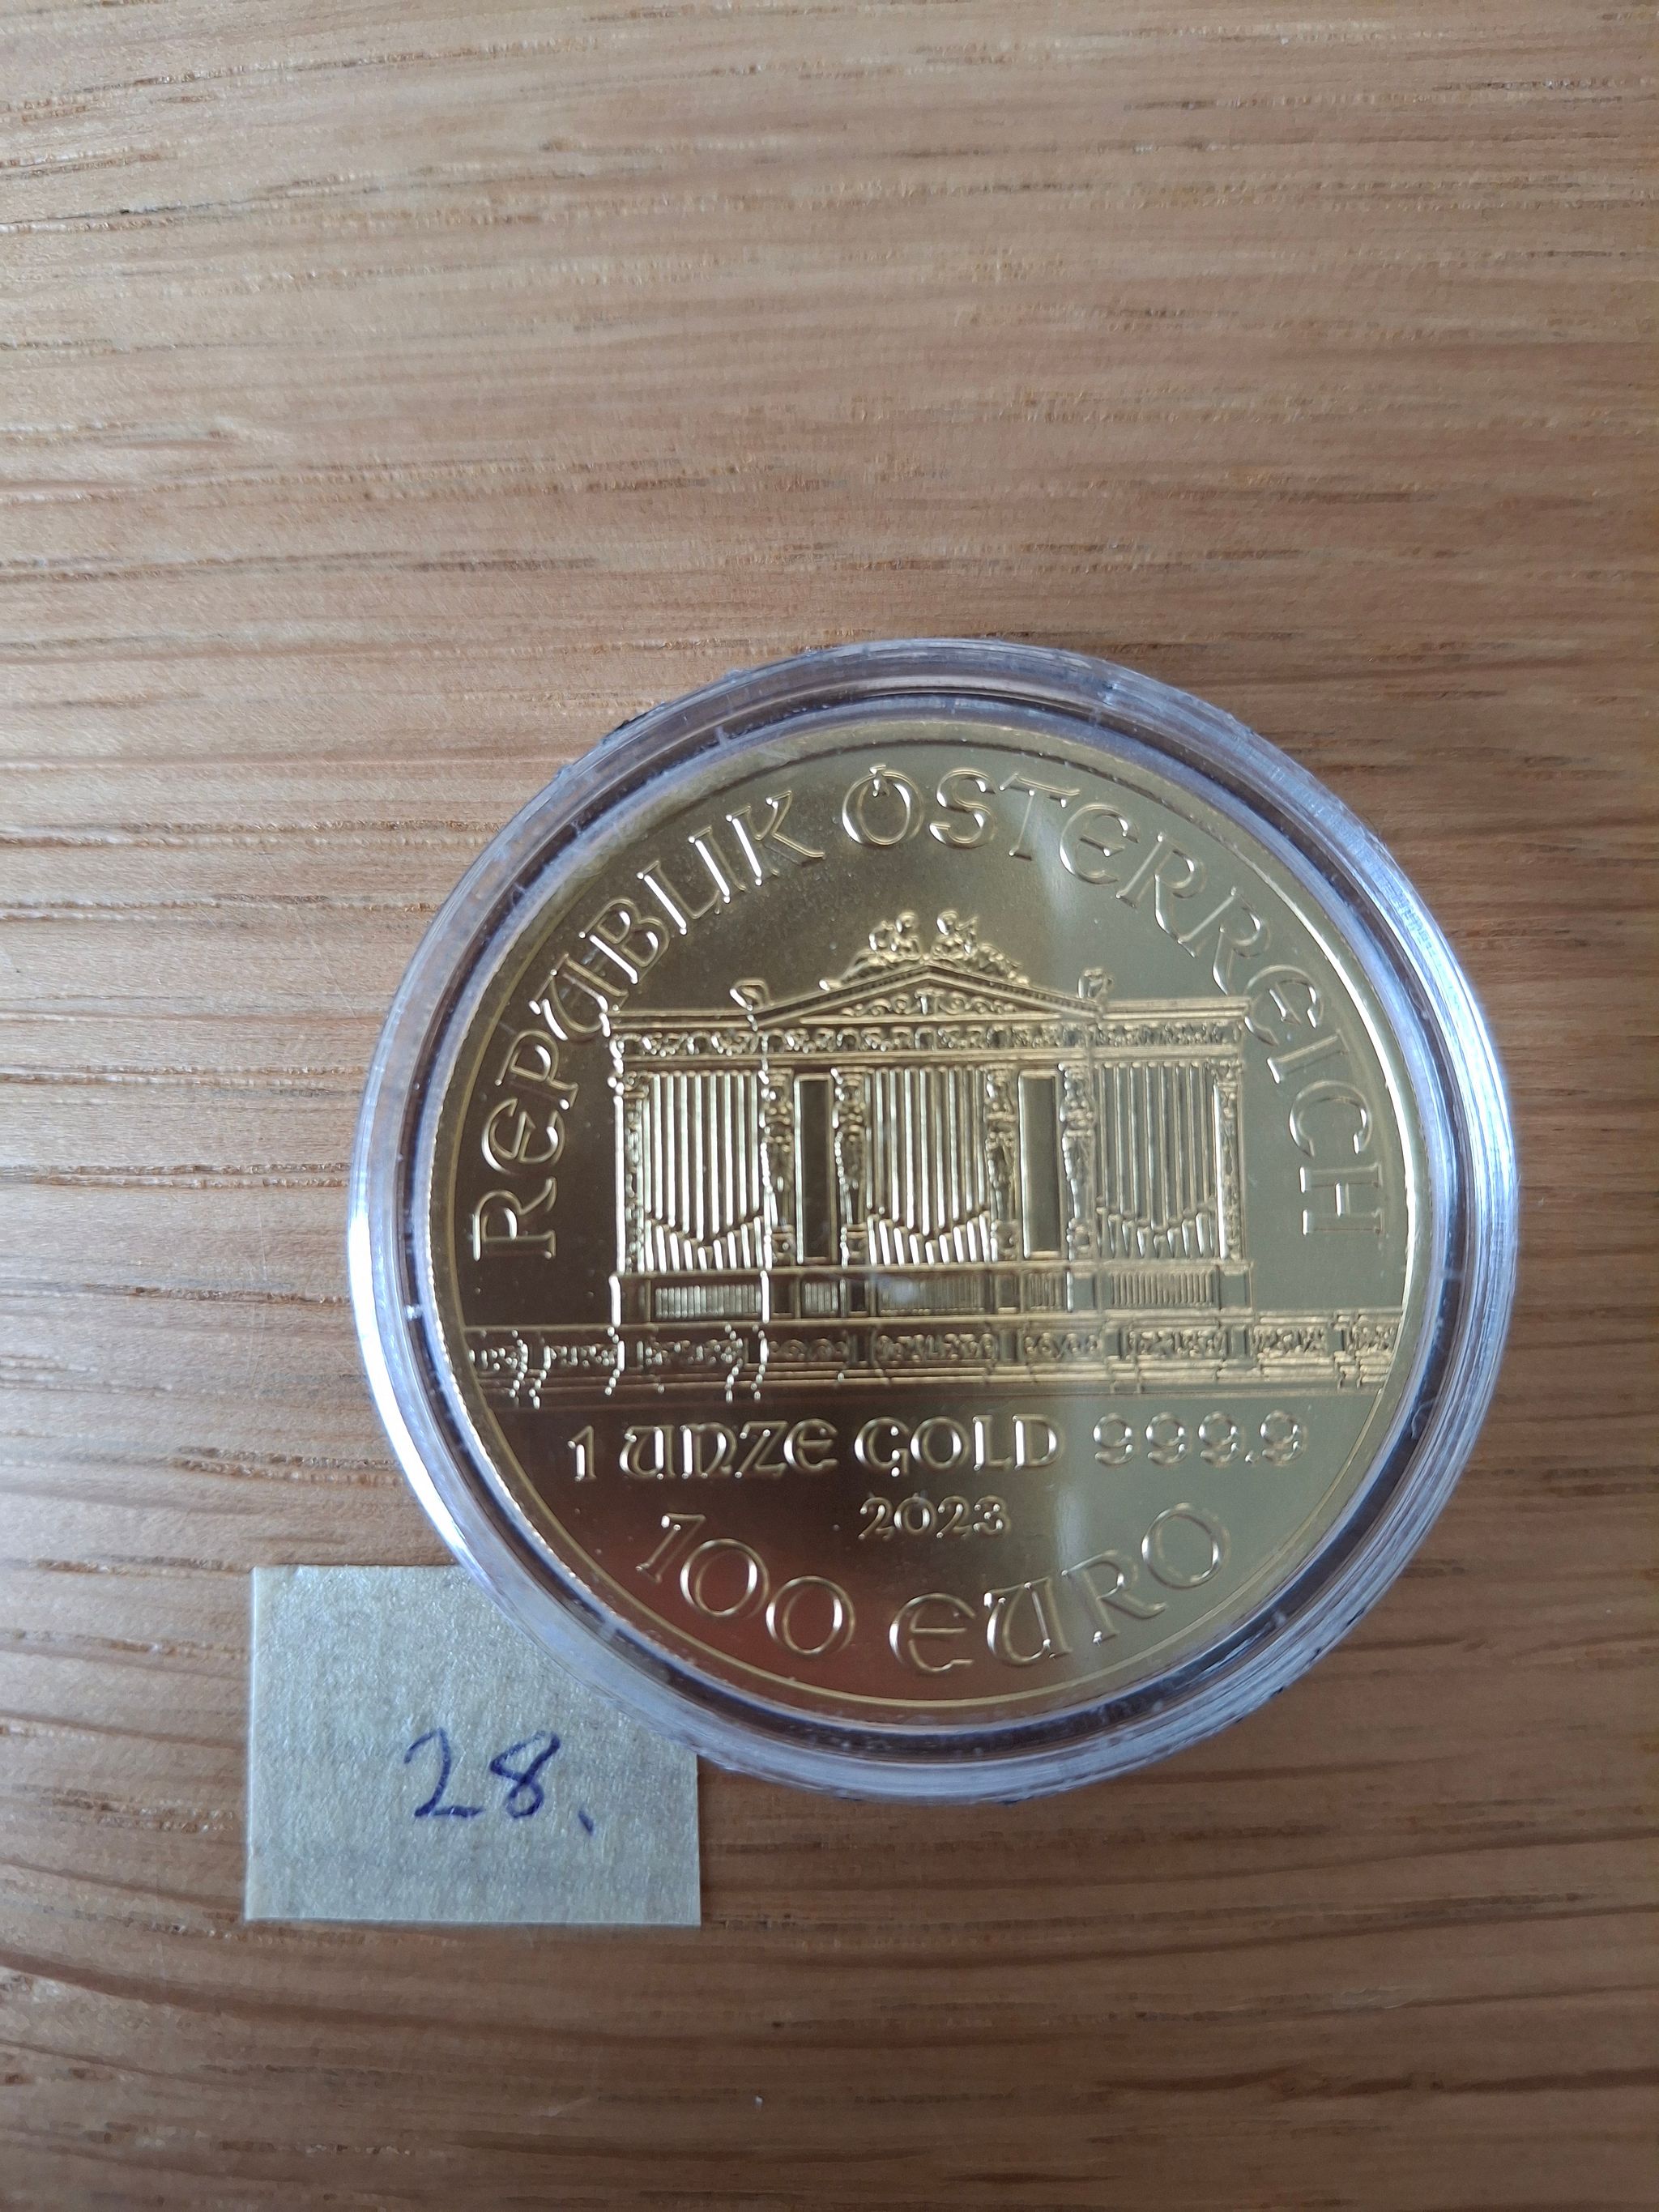 REPUBLIK ÖSTERREICH
1 UNZE GOLD 999.9
2023
100 EURO
28.